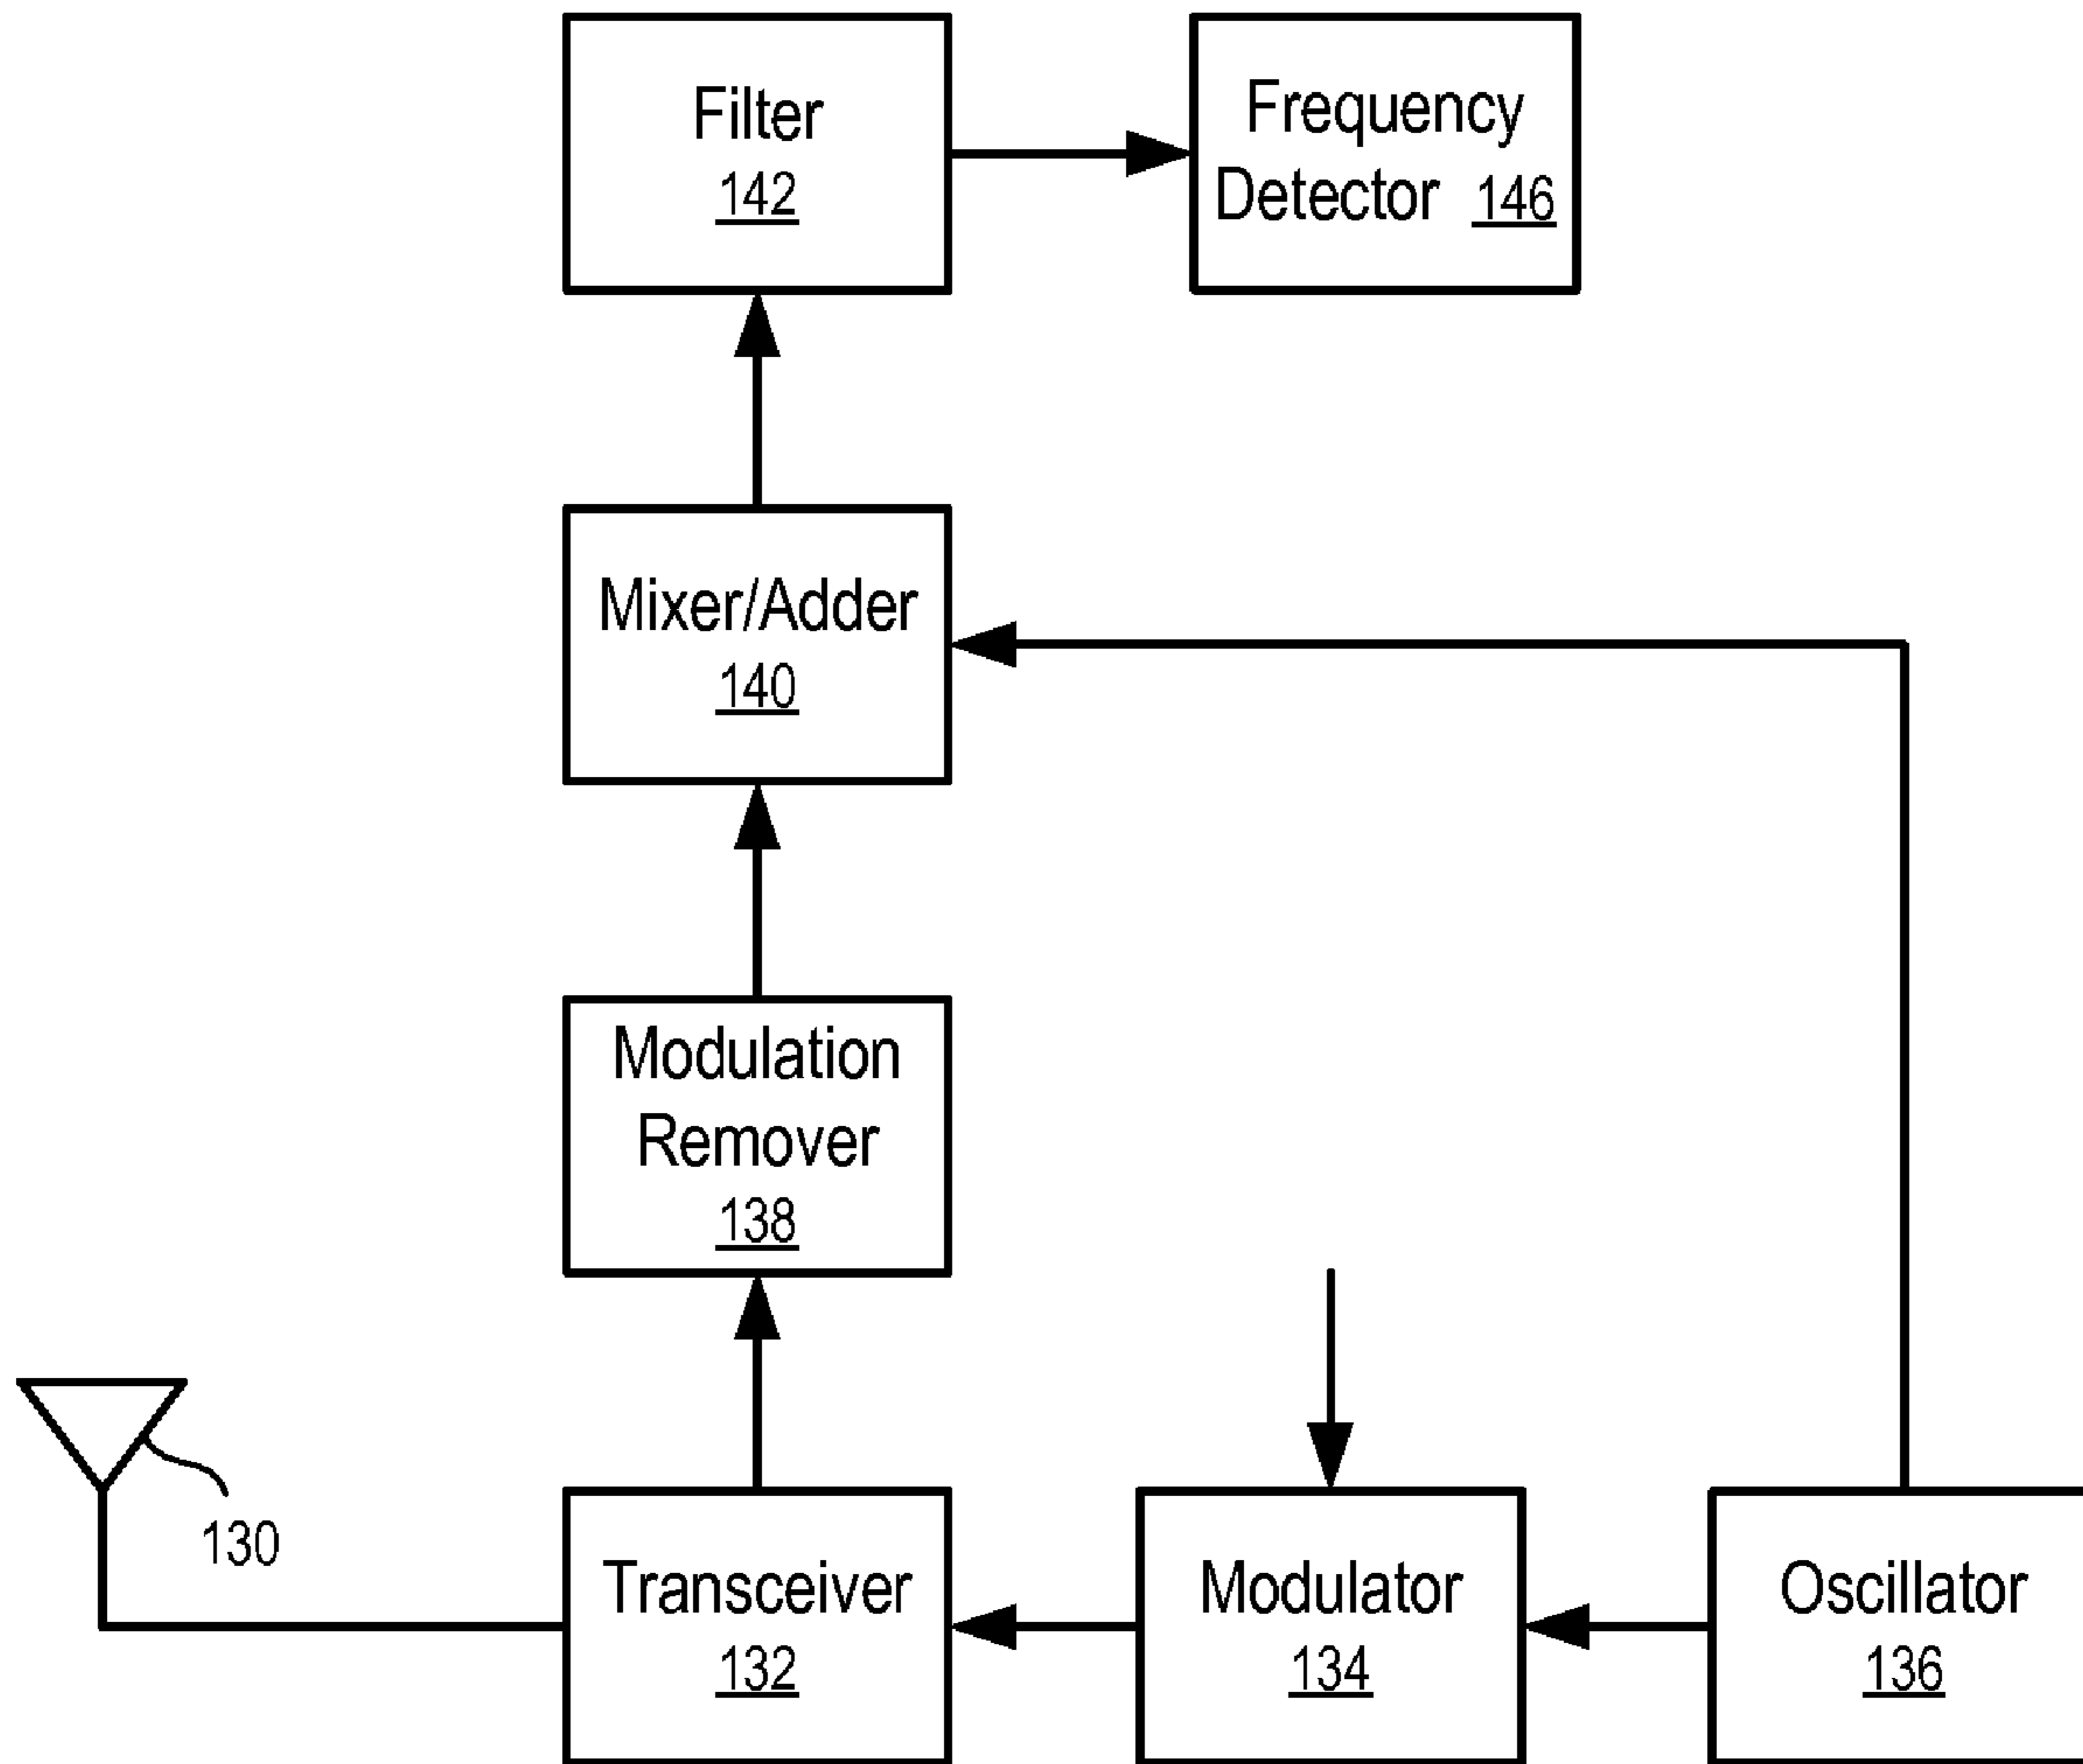 Filter
142
Frequency
Detector 146
Mixer/Adder
140
Modulation
Remover
138
130
Transceiver
132
Modulator
134
Oscillator
136